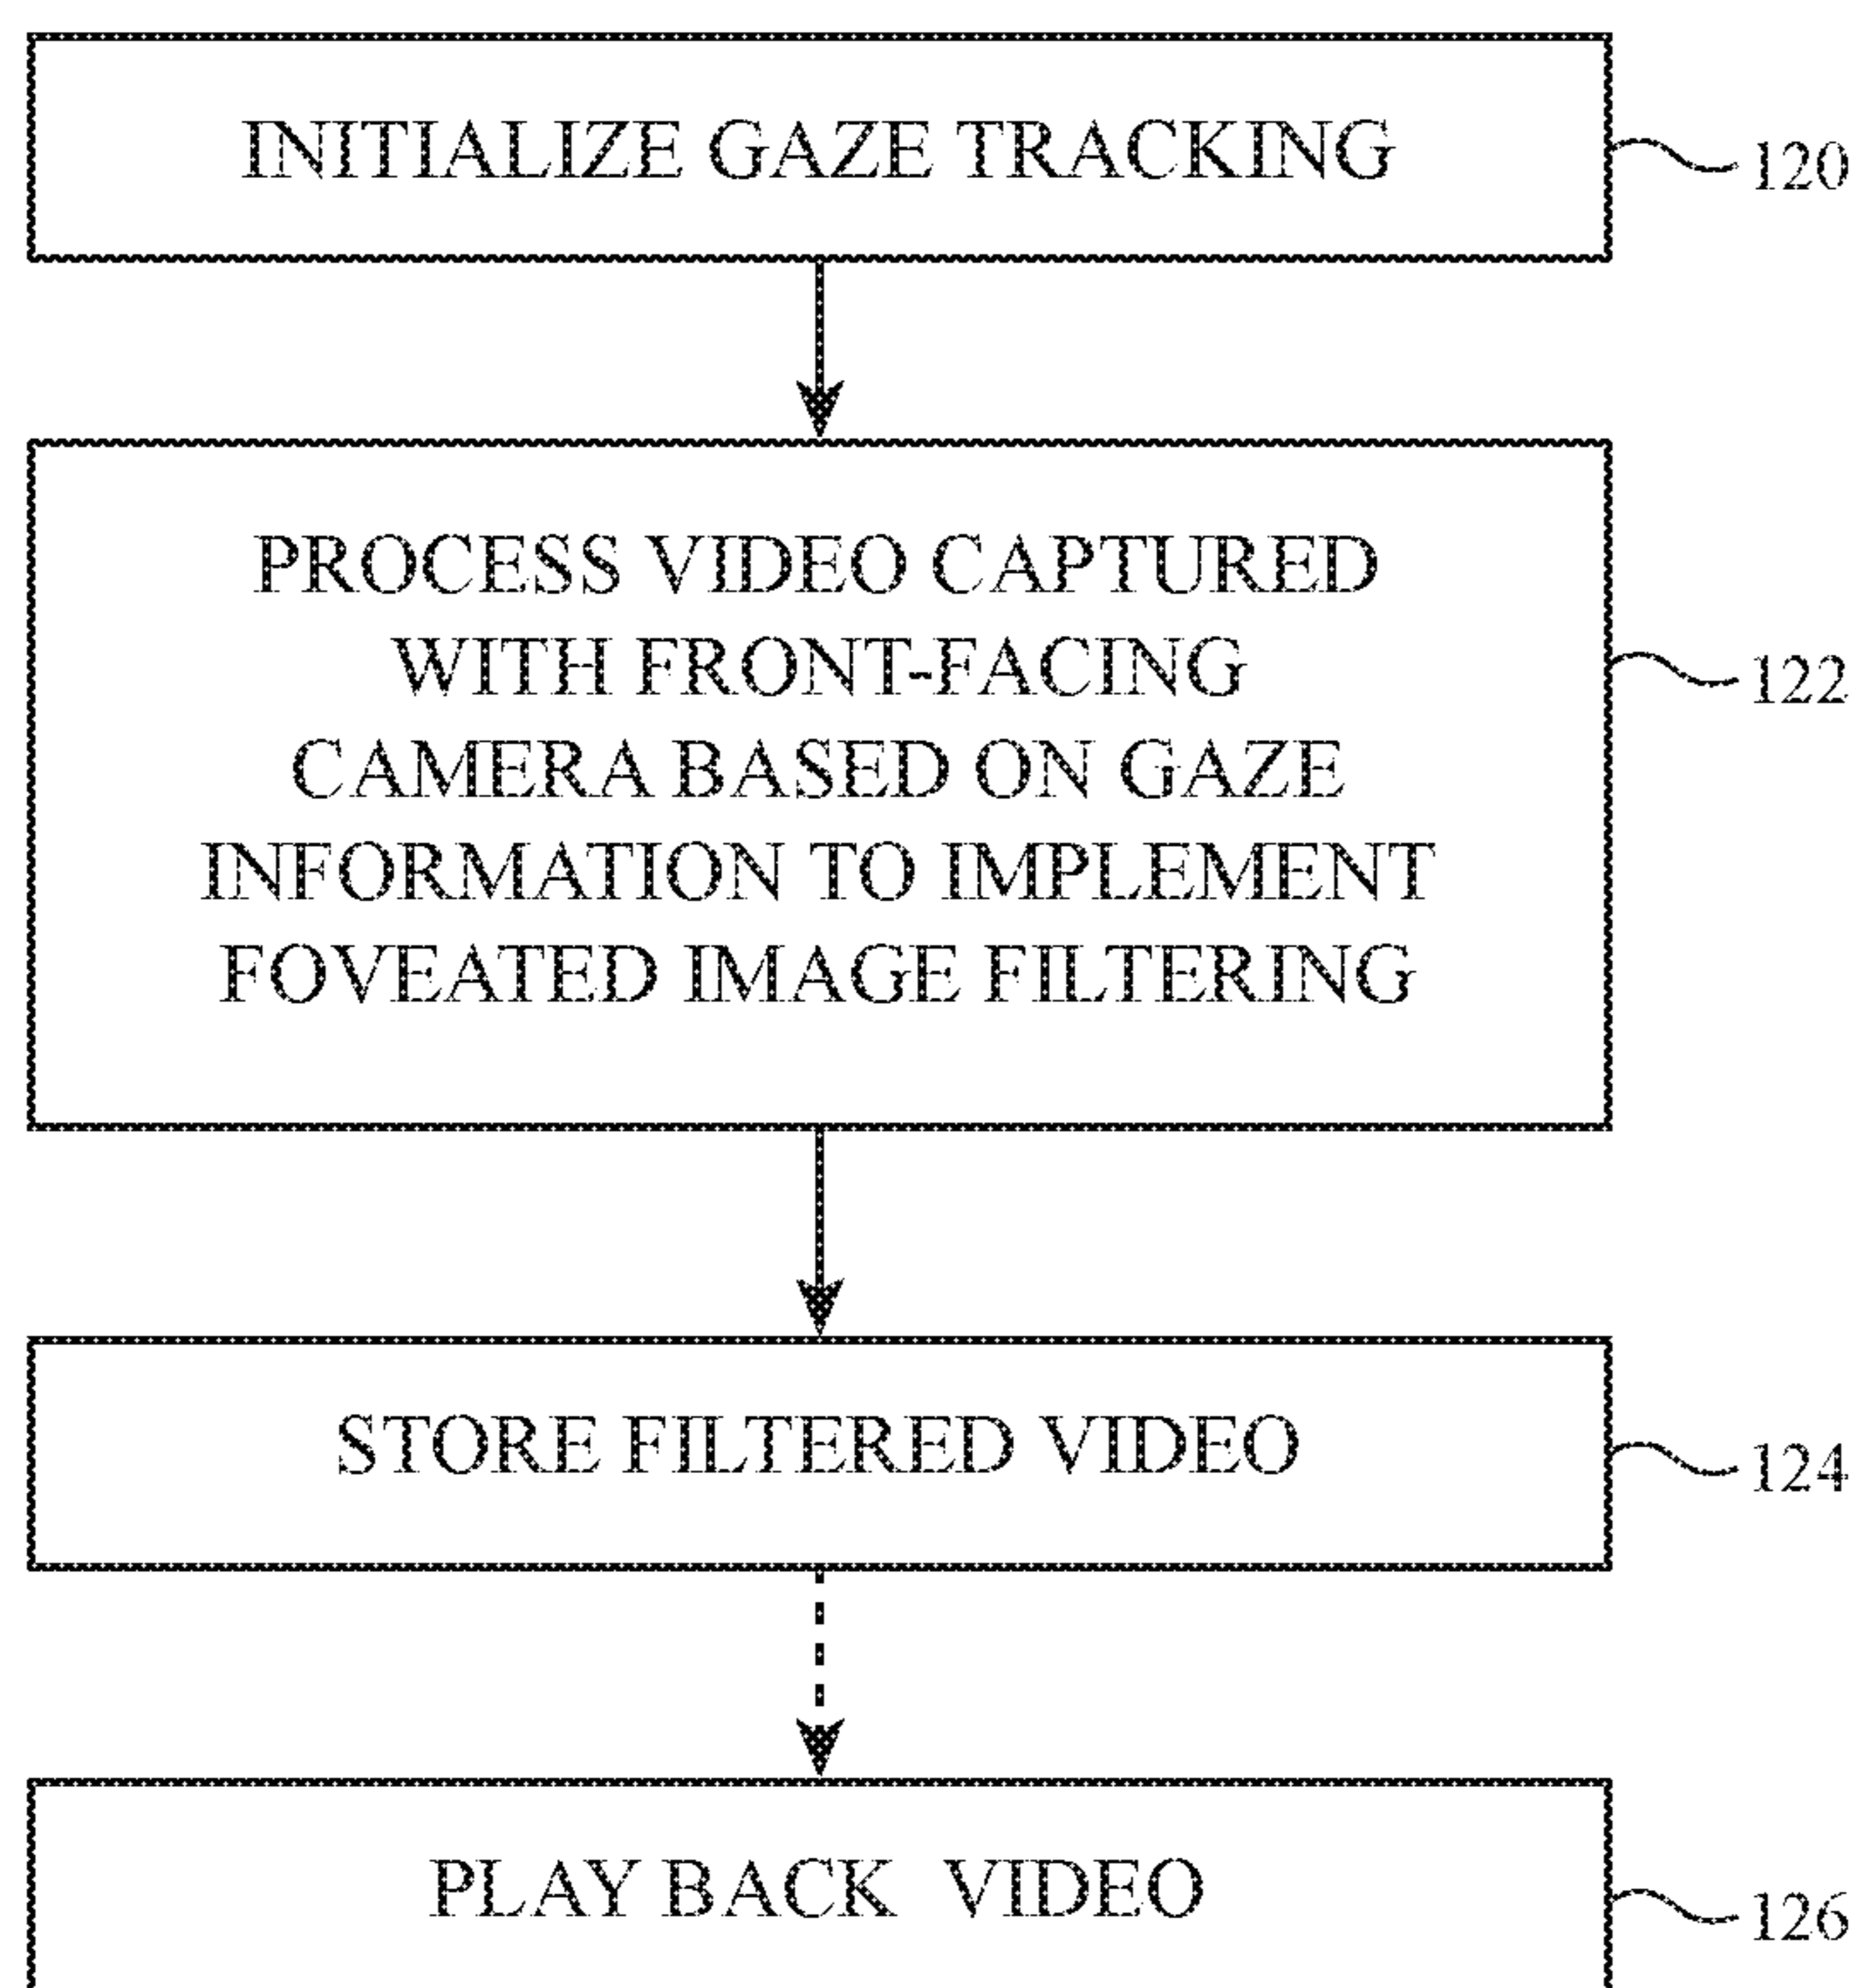 INITIALIZE GAZE TRACKING
120
PROCESS VIDEO CAPTURED
WITH FRONT-FACING
122
CAMERA BASED ON GAZE
INFORMATION TO IMPLEMENT
FOVEATED IMAGE FILTERING
STORE FILTERED VIDEO
124
PLAY BACK VIDEO
126